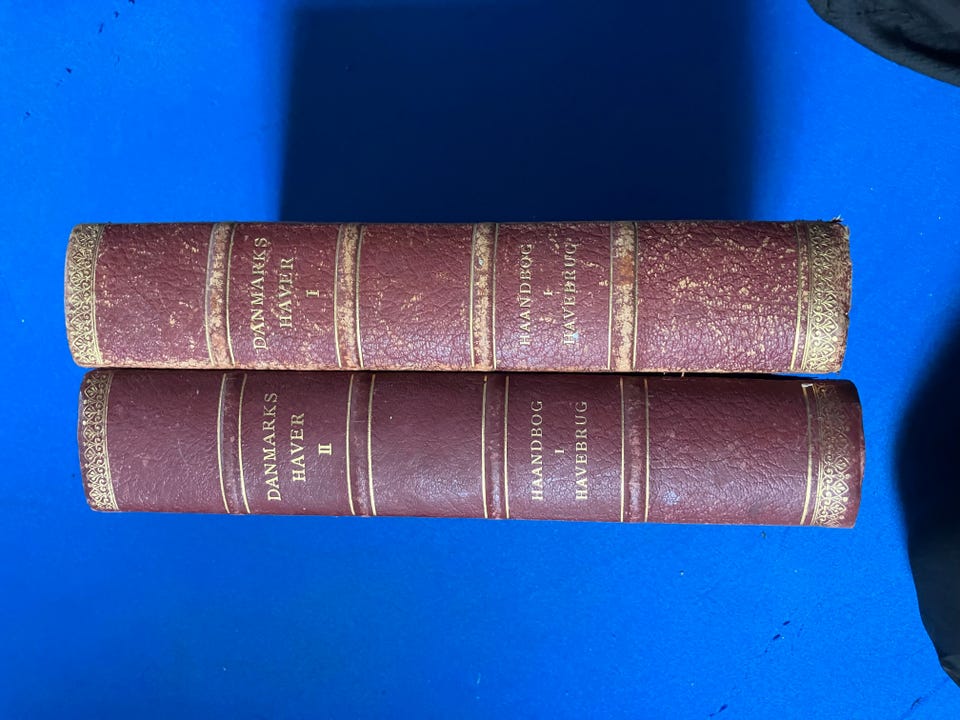 DANMARKS
HAVER
I
HAANDBOG
I
HAVEBRUG
DANMARKS
HAVER
II
HAANDBOG
I
HAVEBRUG